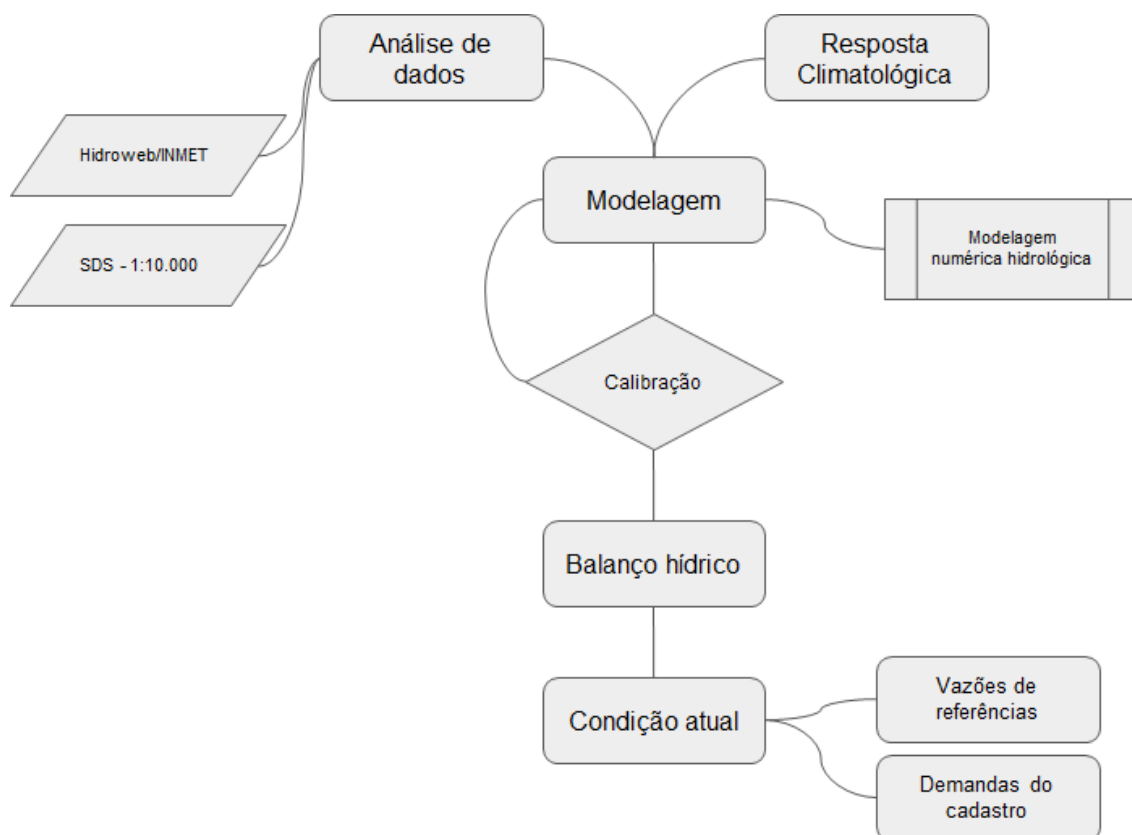 Análise de
dados
Resposta
Climatológica
Hidroweb/INMET
SDS - 1:10.000
Modelagem
Modelagem
numérica hidrológica
Calibração
Balanço hídrico
Condição atual
Vazões de
referências
Demandas do
cadastro